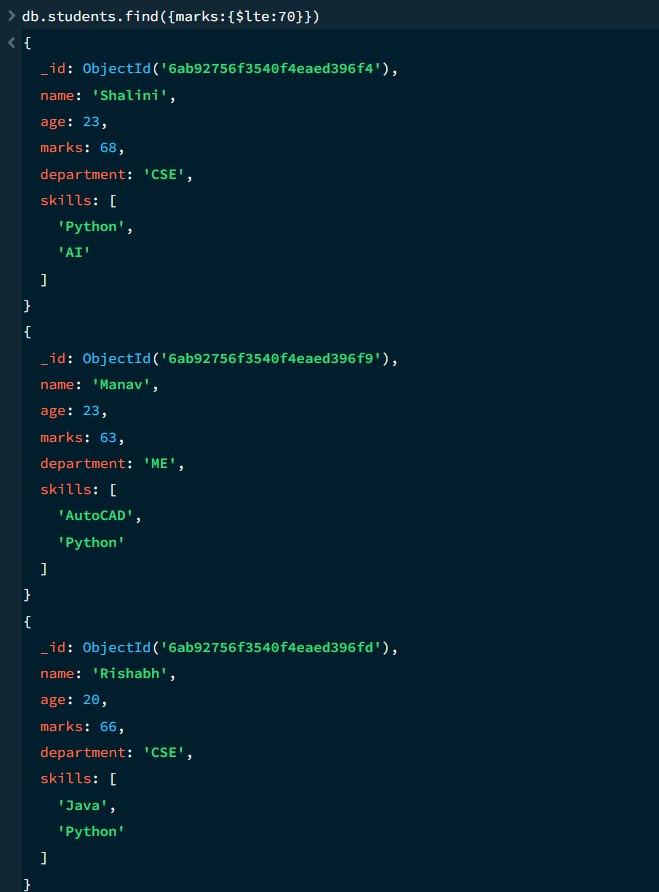 > db.students.find({marks:{$lte:70}})
< {
_id: ObjectId('6ab92756f3540f4eaed396f4'),
name: 'Shalini',
age: 23,
marks: 68,
department: 'CSE',
skills: [
'Python',
'AI'
]
}
{
_id: ObjectId('6ab92756f3540f4eaed396f9'),
name: 'Manav',
age: 23,
marks: 63,
department: 'ME',
skills: [
'AutoCAD',
'Python'
]
}
{
_id: ObjectId('6ab92756f3540f4eaed396fd'),
name: 'Rishabh',
age: 20,
marks: 66,
department: 'CSE',
skills: [
'Java',
'Python'
]
}